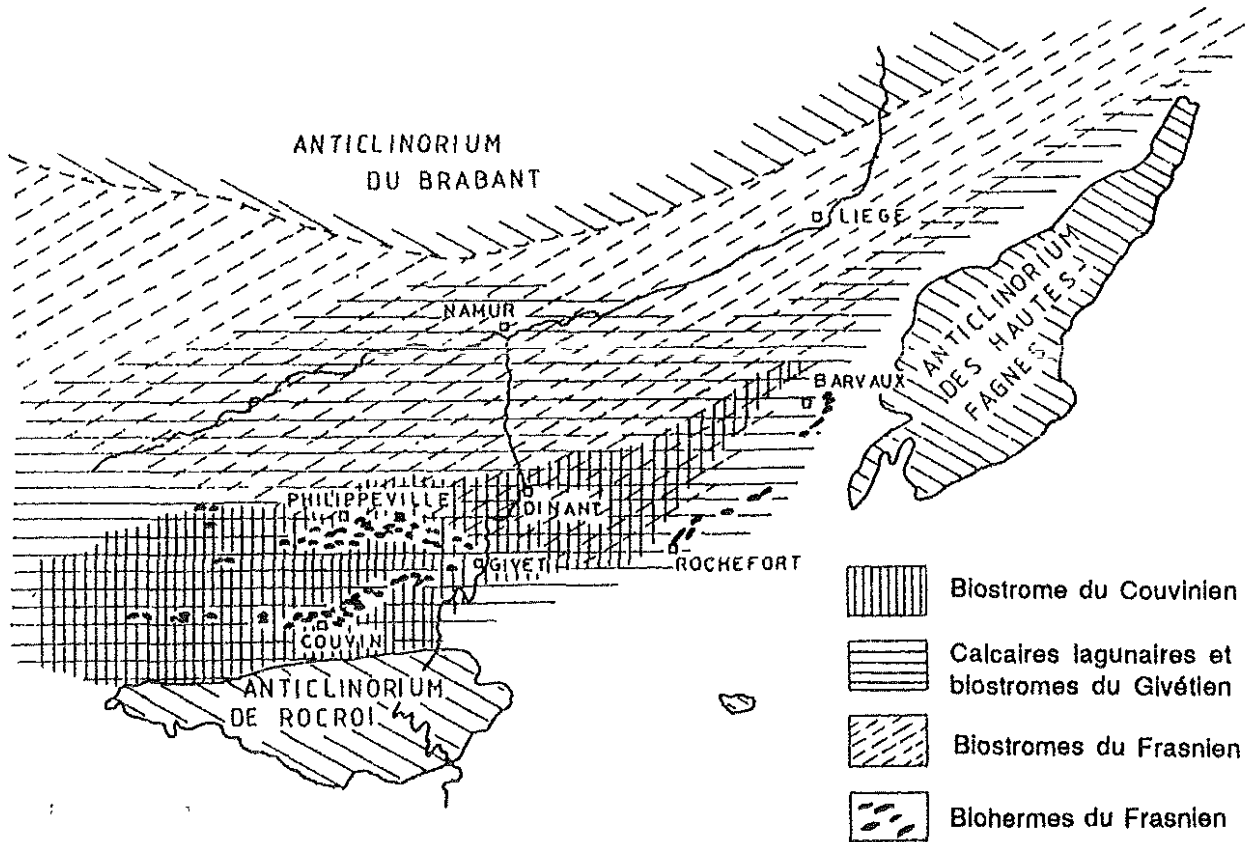 ANTICLINORIUM
DU BRABANT
LIEGE
NAMUR
ANTICLINORIUM
DES HAUTES-
FAGNES
BARVAUX
PHILIPPEVILLE
DINANT
GIVET
ROCHEFORT
COUVIN
ANTICLINORIUM
DE ROCROI
Biostrome du Couvinien
Calcaires lagunaires et
biostromes du Givétien
Biostromes du Frasnien
Biohermes du Frasnien